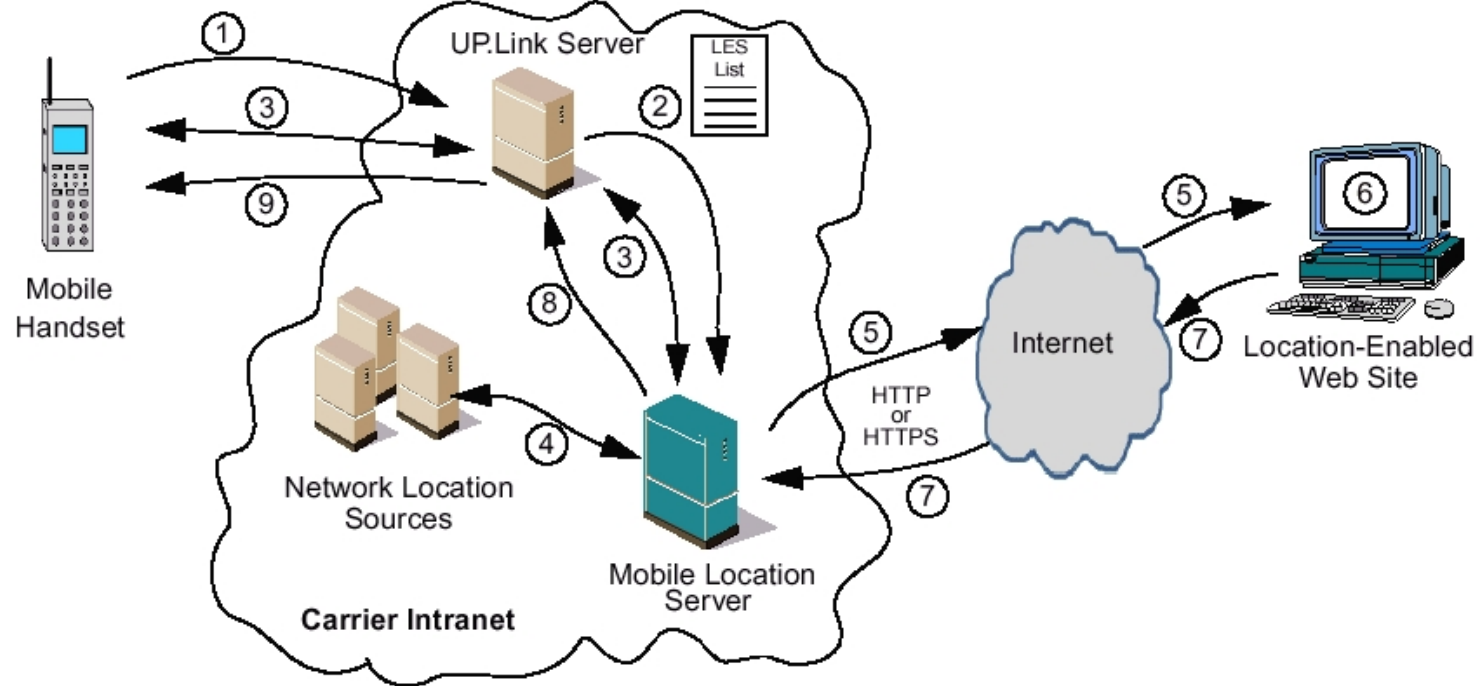 1
UP.Link Server
LES
List
3
2
9
3
8
Mobile
Handset
4
Network Location
Sources
Mobile Location
Server
Carrier Intranet
5
HTTP
or
HTTPS
7
Internet
5
6
7
Location-Enabled
Web Site